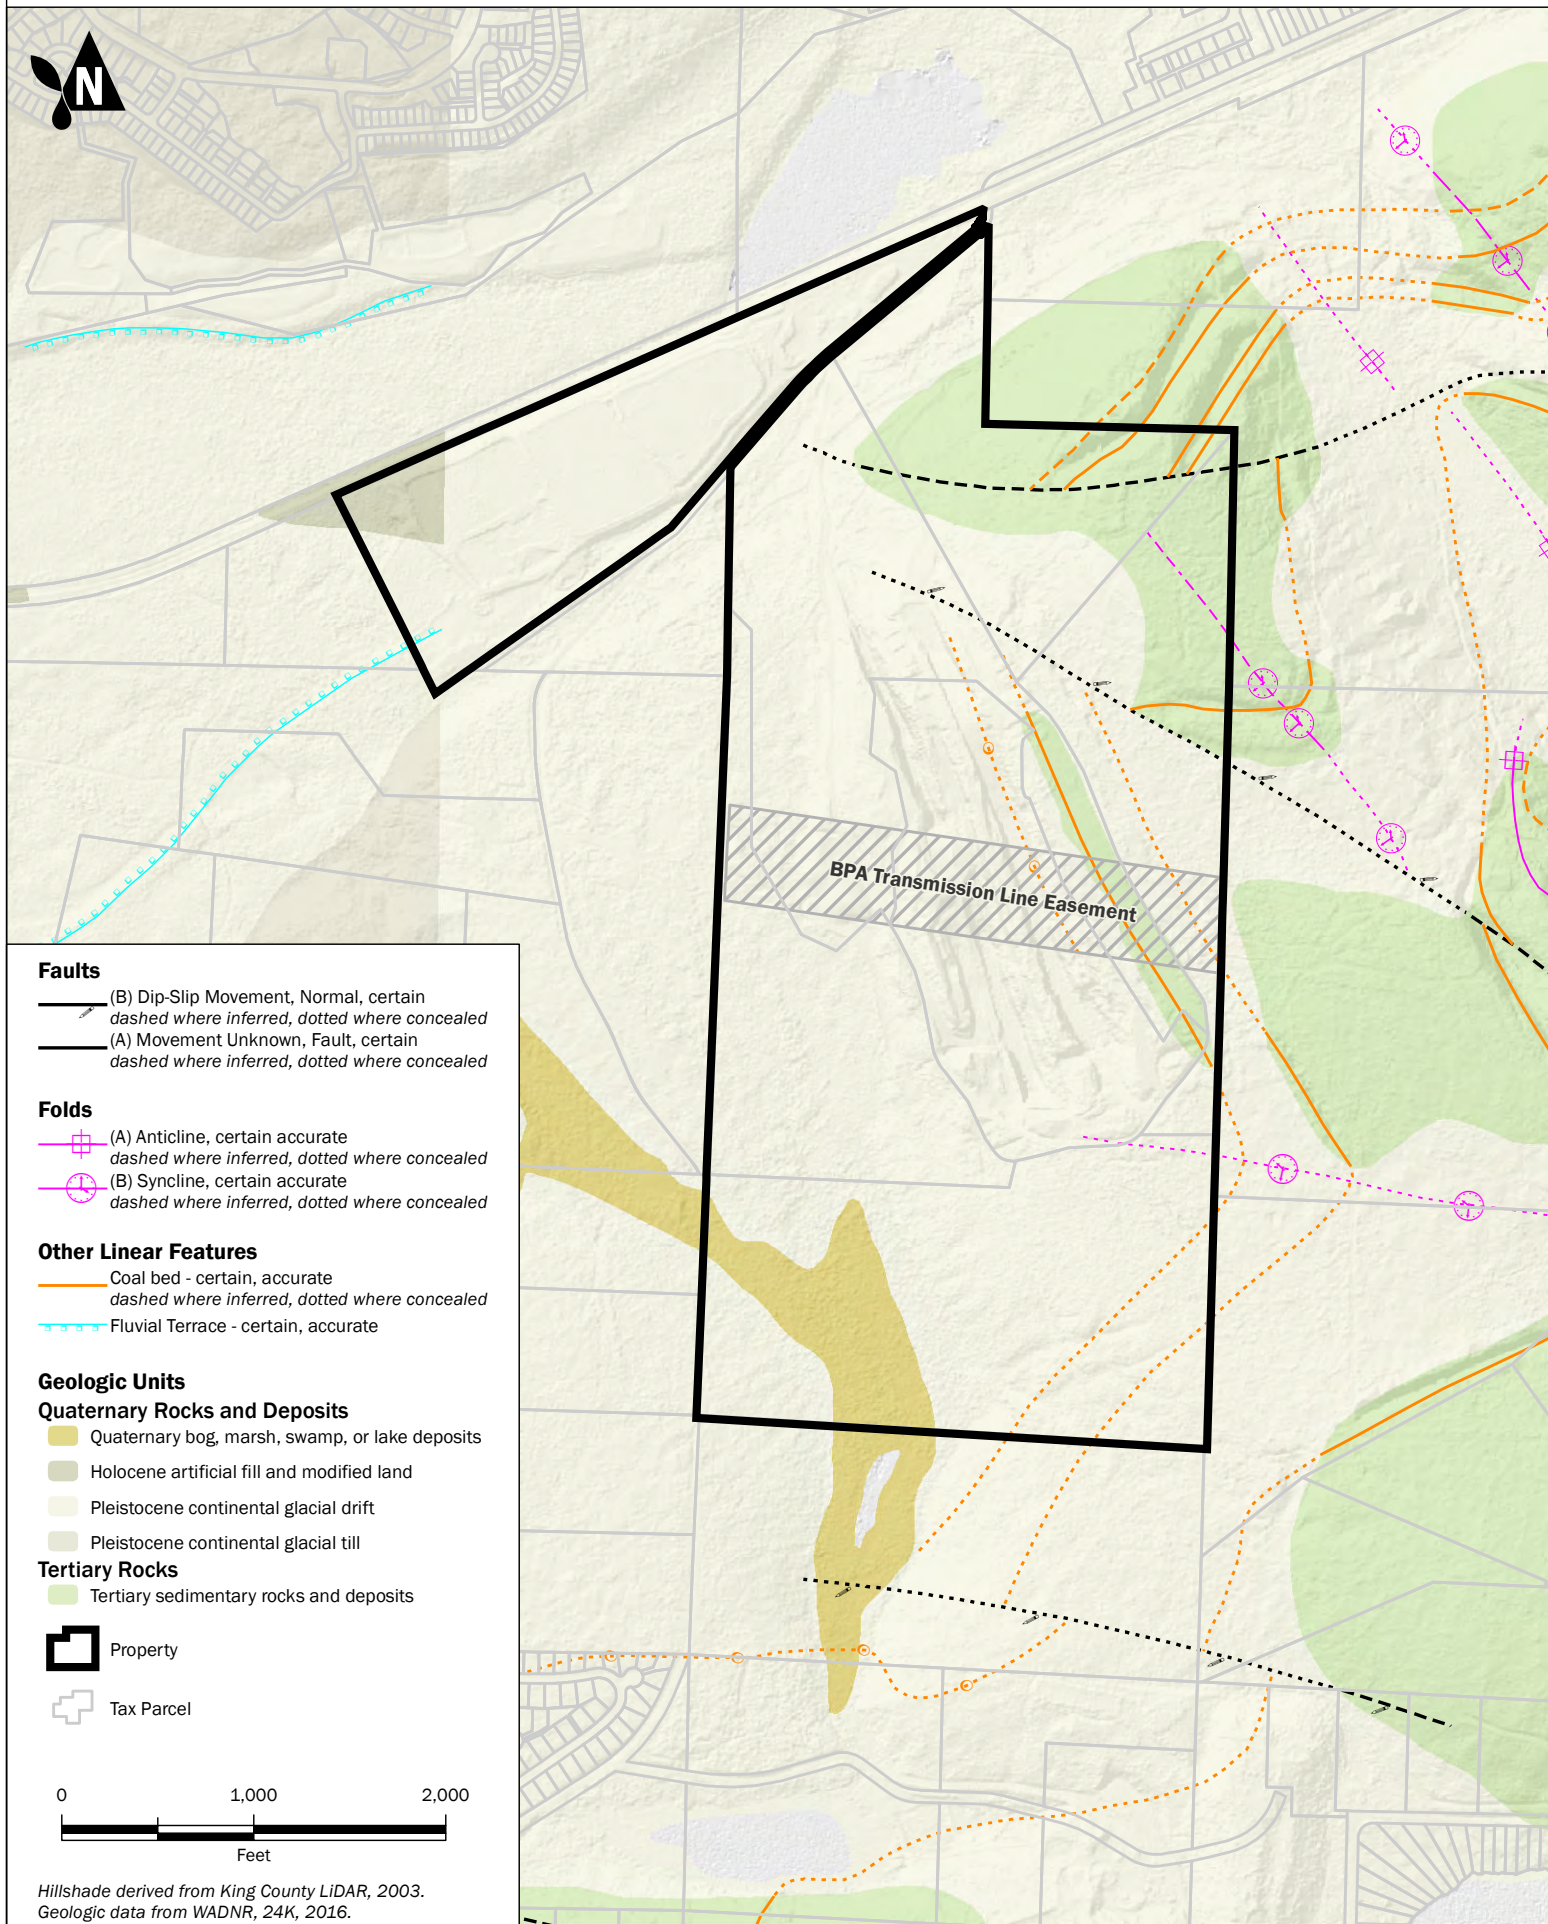 N
BPA Transmission Line Easement
Faults
(B) Dip-Slip Movement, Normal, certain
dashed where inferred, dotted where concealed
(A) Movement Unknown, Fault, certain
dashed where inferred, dotted where concealed
Folds
(A) Anticline, certain accurate
dashed where inferred, dotted where concealed
(B) Syncline, certain accurate
dashed where inferred, dotted where concealed
Other Linear Features
Coal bed - certain, accurate
dashed where inferred, dotted where concealed
Fluvial Terrace - certain, accurate
Geologic Units
Quaternary Rocks and Deposits
Quaternary bog, marsh, swamp, or lake deposits
Holocene artificial fill and modified land
Pleistocene continental glacial drift
Pleistocene continental glacial till
Tertiary Rocks
Tertiary sedimentary rocks and deposits
Property
Tax Parcel
0 1,000 2,000
Feet
Hillshade derived from King County LiDAR, 2003.
Geologic data from WADNR, 24K, 2016.